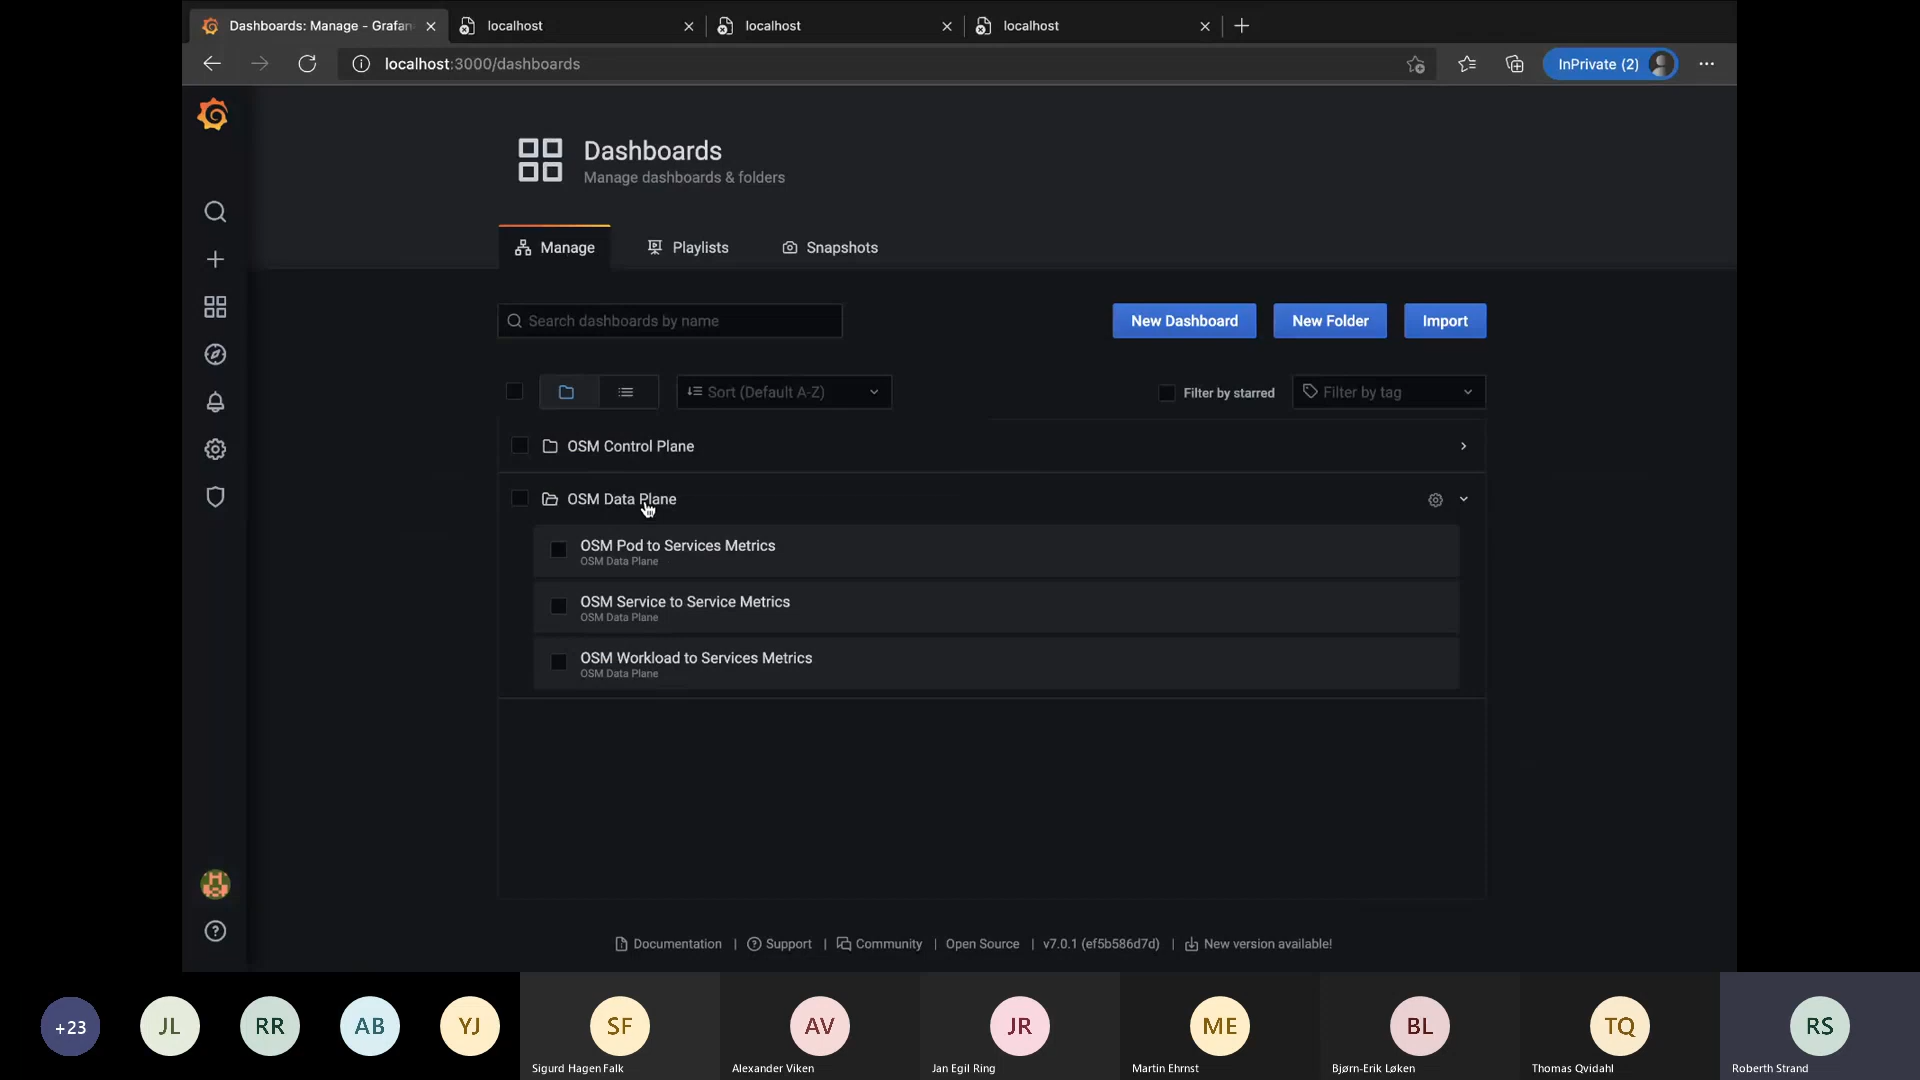 Dashboards: Manage - Grafan
localhost
localhost
localhost
localhost:3000/dashboards
InPrivate (2)
Dashboards
Manage dashboards & folders
Manage
Playlists
Snapshots
Search dashboards by name
New Dashboard
New Folder
Import
Sort (Default A-Z)
Filter by starred
Filter by tag
OSM Control Plane
OSM Data Plane
OSM Pod to Services Metrics
OSM Data Plane
OSM Service to Service Metrics
OSM Data Plane
OSM Workload to Services Metrics
OSM Data Plane
Documentation | Support | Community | Open Source | v7.0.1 (ef5b586d7d) | New version available!
+23
JL
RR
AB
YJ
SF
AV
JR
ME
BL
TQ
RS
Sigurd Hagen Falk
Alexander Viken
Jan Egil Ring
Martin Ehrnst
Bjørn-Erik Løken
Thomas Qvidahl
Roberth Strand